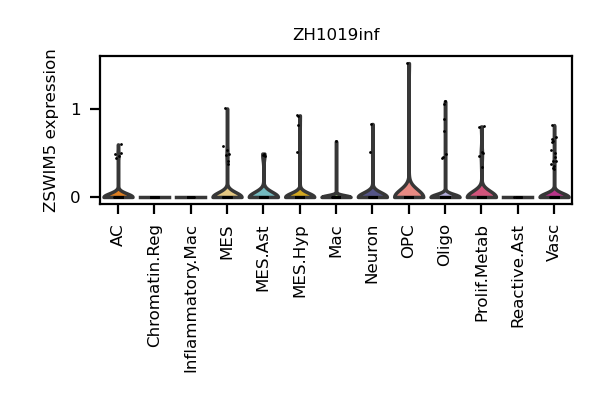 ZH1019inf
ZSWIM5 expression
1
0
AC
Chromatin.Reg
Inflammatory.Mac
MES
MES.Ast
MES.Hyp
Mac
Neuron
OPC
Oligo
Prolif.Metab
Reactive.Ast
Vasc